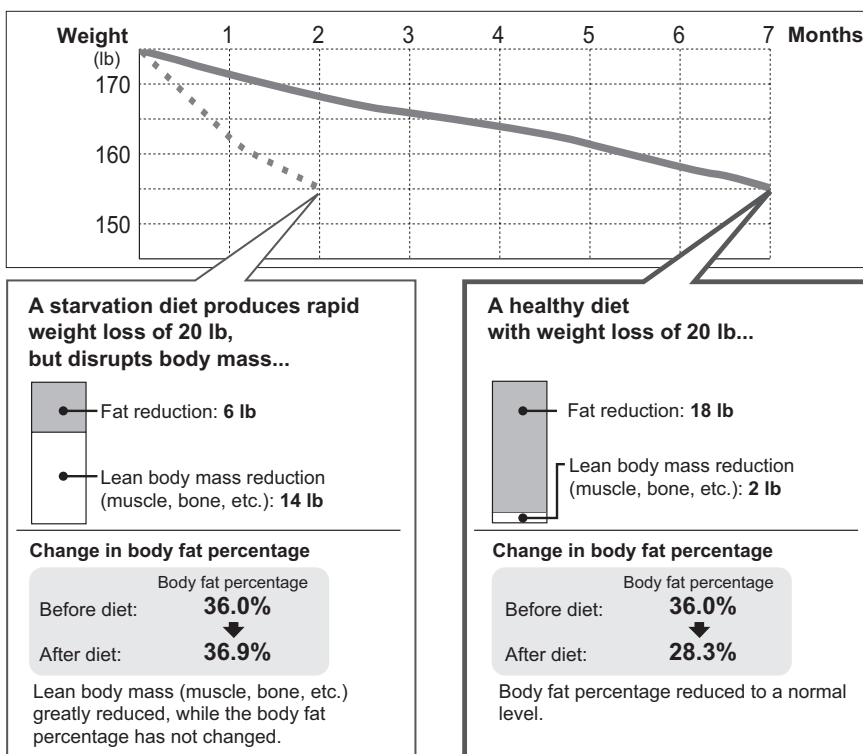 Weight 1 2 3 4 5 6 7 Months
(lb)
170
160
150
A starvation diet produces rapid
weight loss of 20 lb,
but disrupts body mass...
Fat reduction: 6 lb
Lean body mass reduction
(muscle, bone, etc.): 14 lb
Change in body fat percentage
Body fat percentage
Before diet: 36.0%
After diet: 36.9%
Lean body mass (muscle, bone, etc.)
greatly reduced, while the body fat
percentage has not changed.
A healthy diet
with weight loss of 20 lb...
Fat reduction: 18 lb
Lean body mass reduction
(muscle, bone, etc.): 2 lb
Change in body fat percentage
Body fat percentage
Before diet: 36.0%
After diet: 28.3%
Body fat percentage reduced to a normal
level.